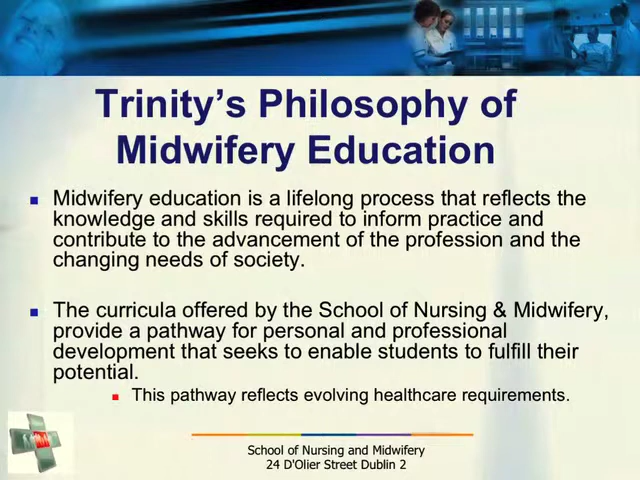 Trinity's Philosophy of
Midwifery Education
Midwifery education is a lifelong process that reflects the
knowledge and skills required to inform practice and
contribute to the advancement of the profession and the
changing needs of society.
The curricula offered by the School of Nursing & Midwifery,
provide a pathway for personal and professional
development that seeks to enable students to fulfill their
potential.
This pathway reflects evolving healthcare requirements.
School of Nursing and Midwifery
24 D'Olier Street Dublin 2